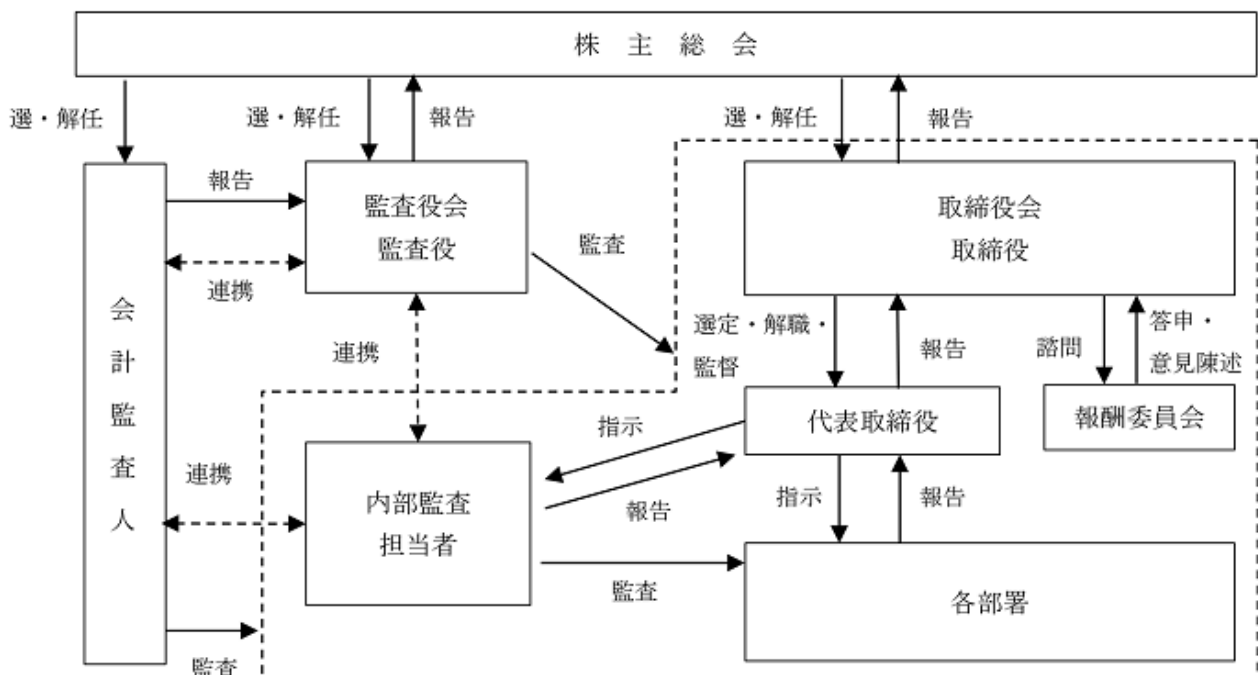 株主総会
選・解任
選・解任
報告
選・解任
報告
報告
監査役会
監査役
監査
取締役会
取締役
連携
会計監査人
連携
選定・解職・
監督
報告
諮問
答申・
意見陳述
指示
代表取締役
報酬委員会
連携
内部監査
担当者
報告
指示
報告
監査
各部署
監査